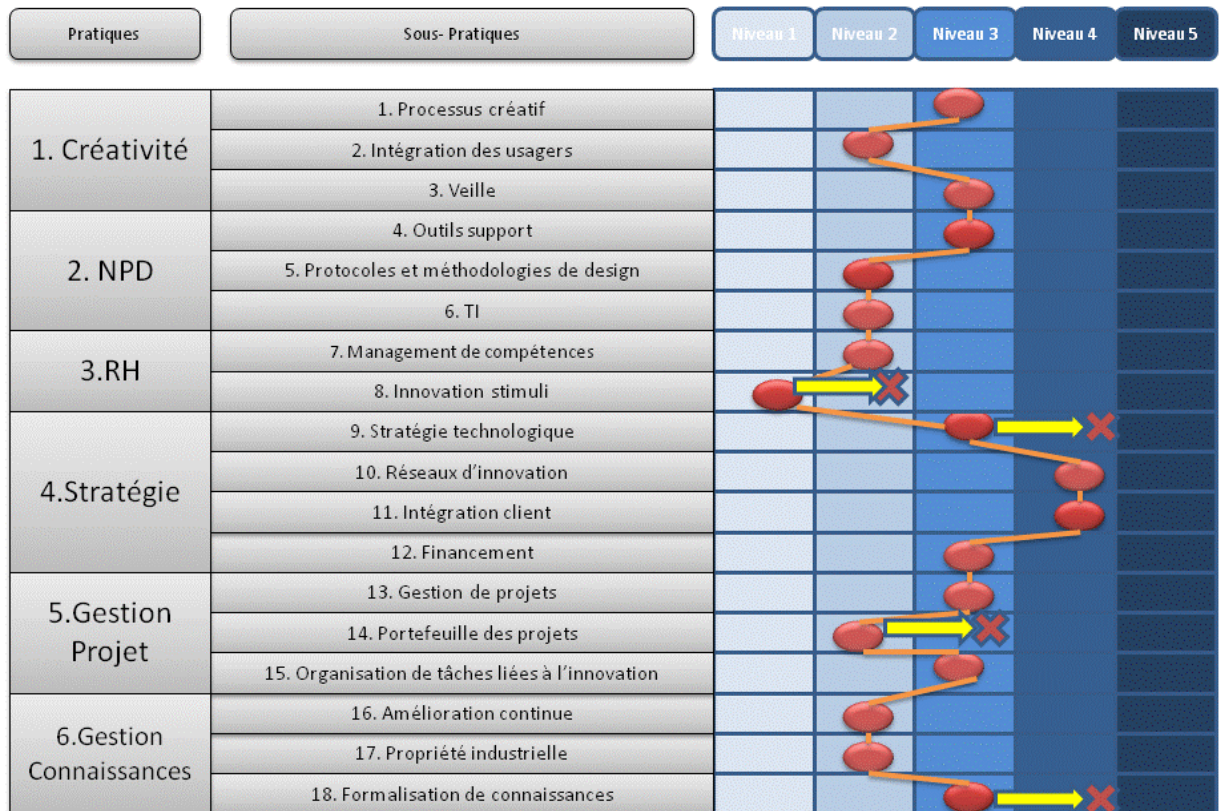 Pratiques
Sous- Pratiques
Niveau 1
Niveau 2
Niveau 3
Niveau 4
Niveau 5
1. Créativité
1. Processus créatif
2. Intégration des usagers
3. Veille
2. NPD
4. Outils support
5. Protocoles et méthodologies de design
6. TI
3.RH
7. Management de compétences
8. Innovation stimuli
4.Stratégie
9. Stratégie technologique
10. Réseaux d’innovation
11. Intégration client
12. Financement
5.Gestion
Projet
13. Gestion de projets
14. Portefeuille des projets
15. Organisation de tâches liées à l’innovation
6.Gestion
Connaissances
16. Amélioration continue
17. Propriété industrielle
18. Formalisation de connaissances